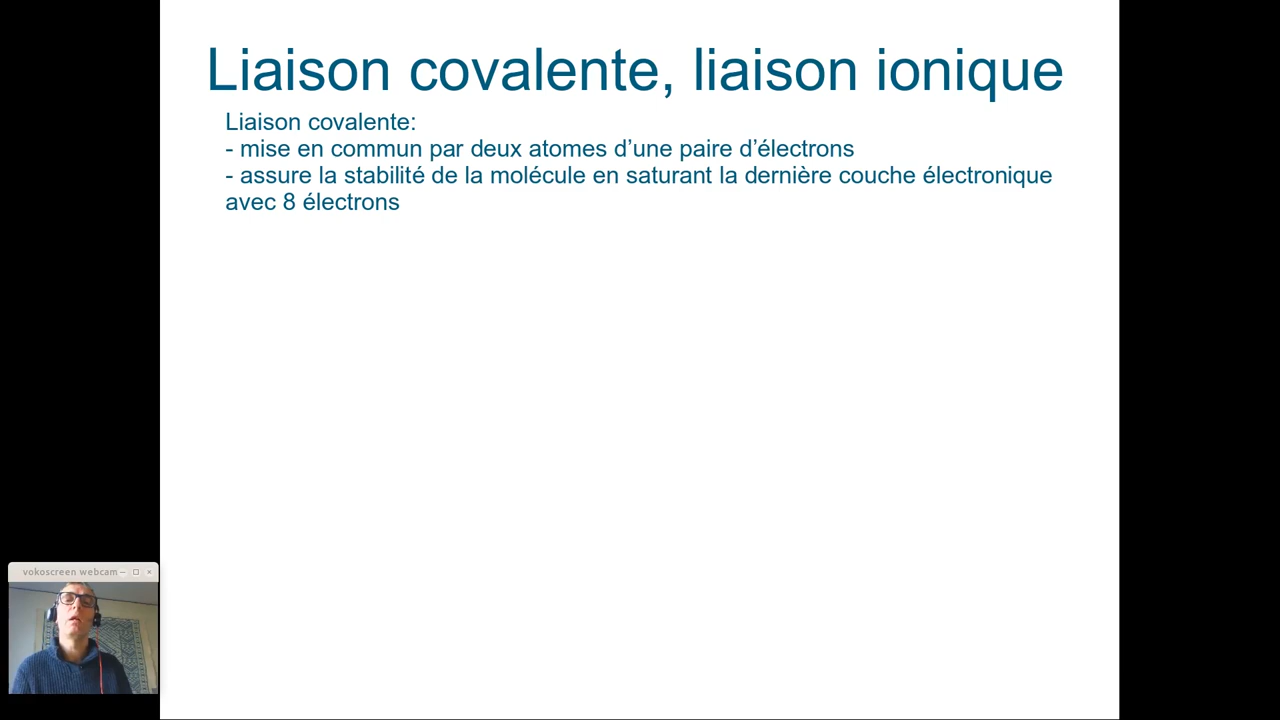 Liaison covalente, liaison ionique
Liaison covalente:
- mise en commun par deux atomes d’une paire d’électrons
- assure la stabilité de la molécule en saturant la dernière couche électronique
avec 8 électrons
vokoscreen webcam